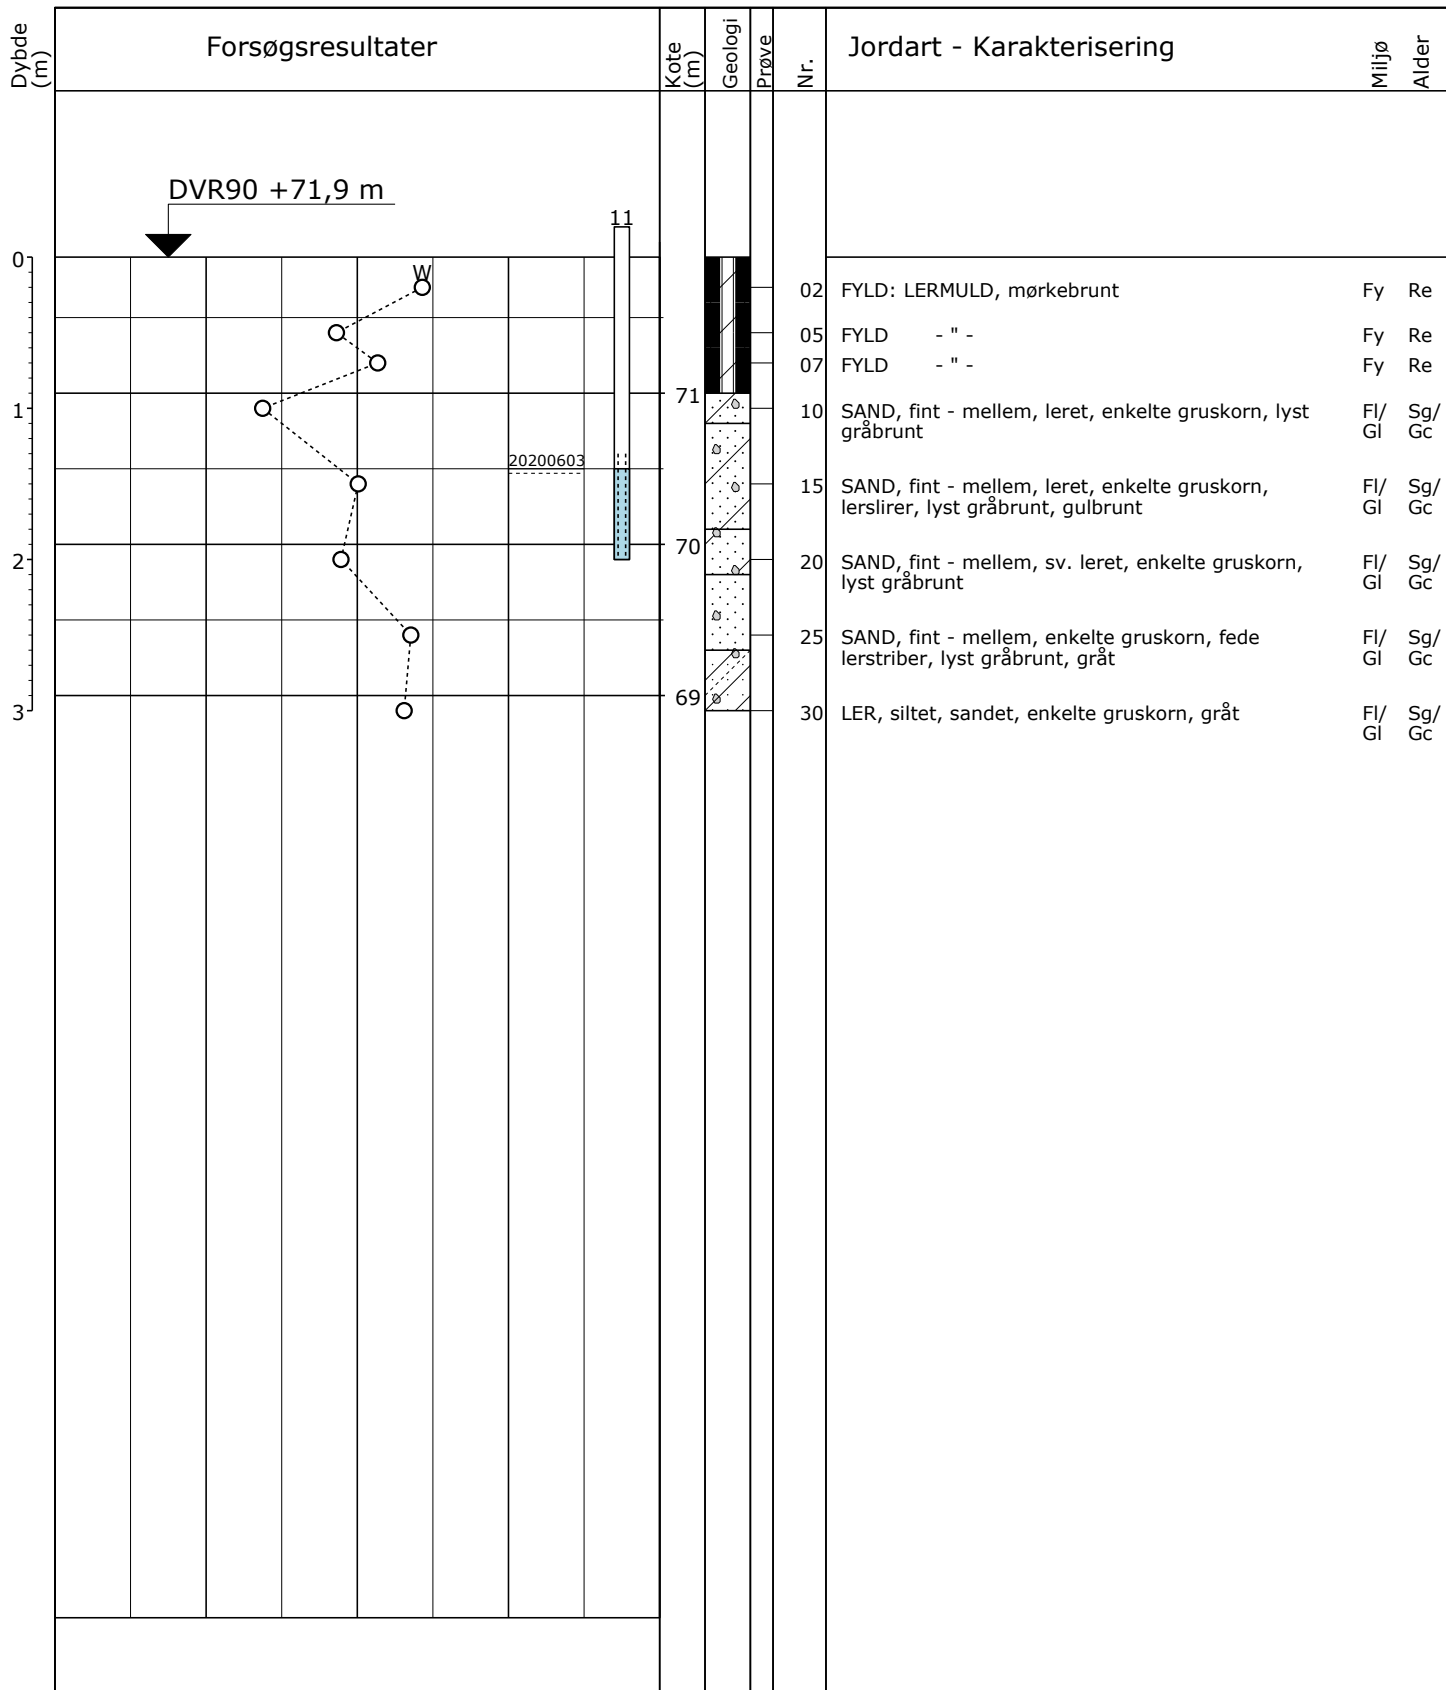 Dybde
(m)
Forsøgsresultater
Kote
(m)
Geologi
Prøve
Nr.
Jordart - Karakterisering
Miljø
Alder
DVR90 +71,9 m
11
0
W
02 FYLD: LERMULD, mørkebrunt Fy Re
05 FYLD - " - Fy Re
07 FYLD - " - Fy Re
71
1
10 SAND, fint - mellem, leret, enkelte gruskorn, lyst Fl/ Sg/
gråbrunt Gl Gc
20200603
15 SAND, fint - mellem, leret, enkelte gruskorn, Fl/ Sg/
lerslirer, lyst gråbrunt, gulbrunt Gl Gc
70
2
20 SAND, fint - mellem, sv. leret, enkelte gruskorn, Fl/ Sg/
lyst gråbrunt Gl Gc
25 SAND, fint - mellem, enkelte gruskorn, fede Fl/ Sg/
lerstriber, lyst gråbrunt, gråt Gl Gc
69
3
30 LER, siltet, sandet, enkelte gruskorn, gråt Fl/ Sg/
Gl Gc